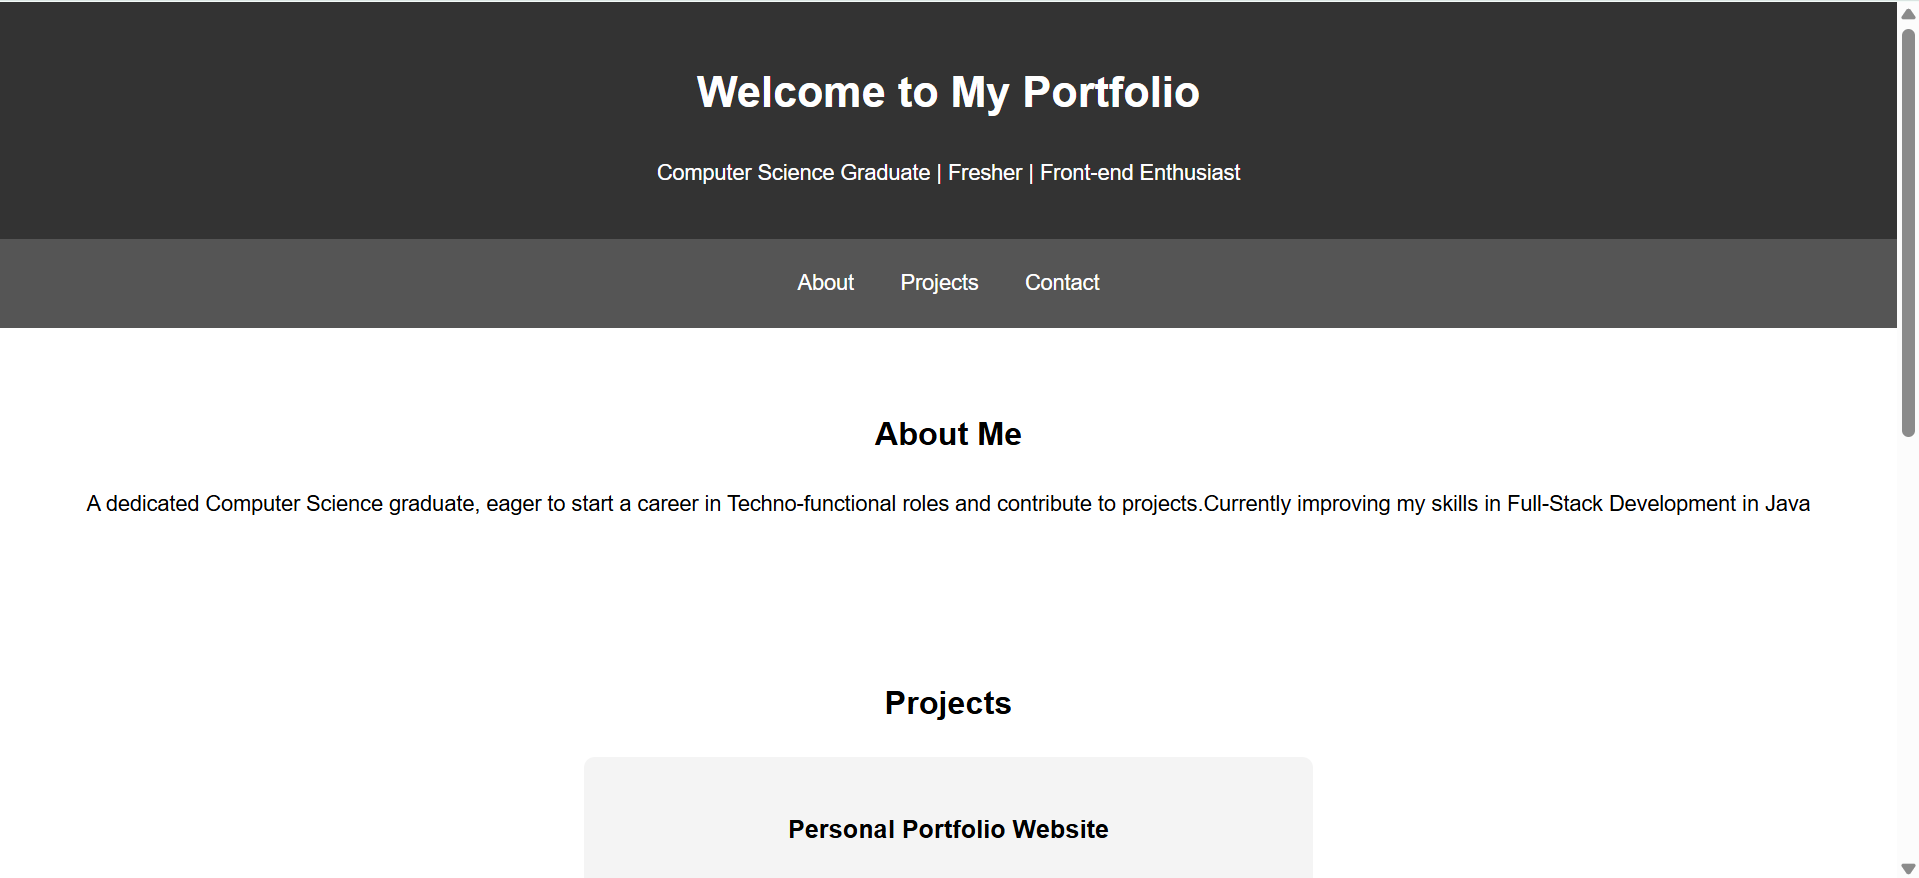 Welcome to My Portfolio
Computer Science Graduate | Fresher | Front-end Enthusiast
About Projects Contact
About Me
A dedicated Computer Science graduate, eager to start a career in Techno-functional roles and contribute to projects.Currently improving my skills in Full-Stack Development in Java
Projects
Personal Portfolio Website